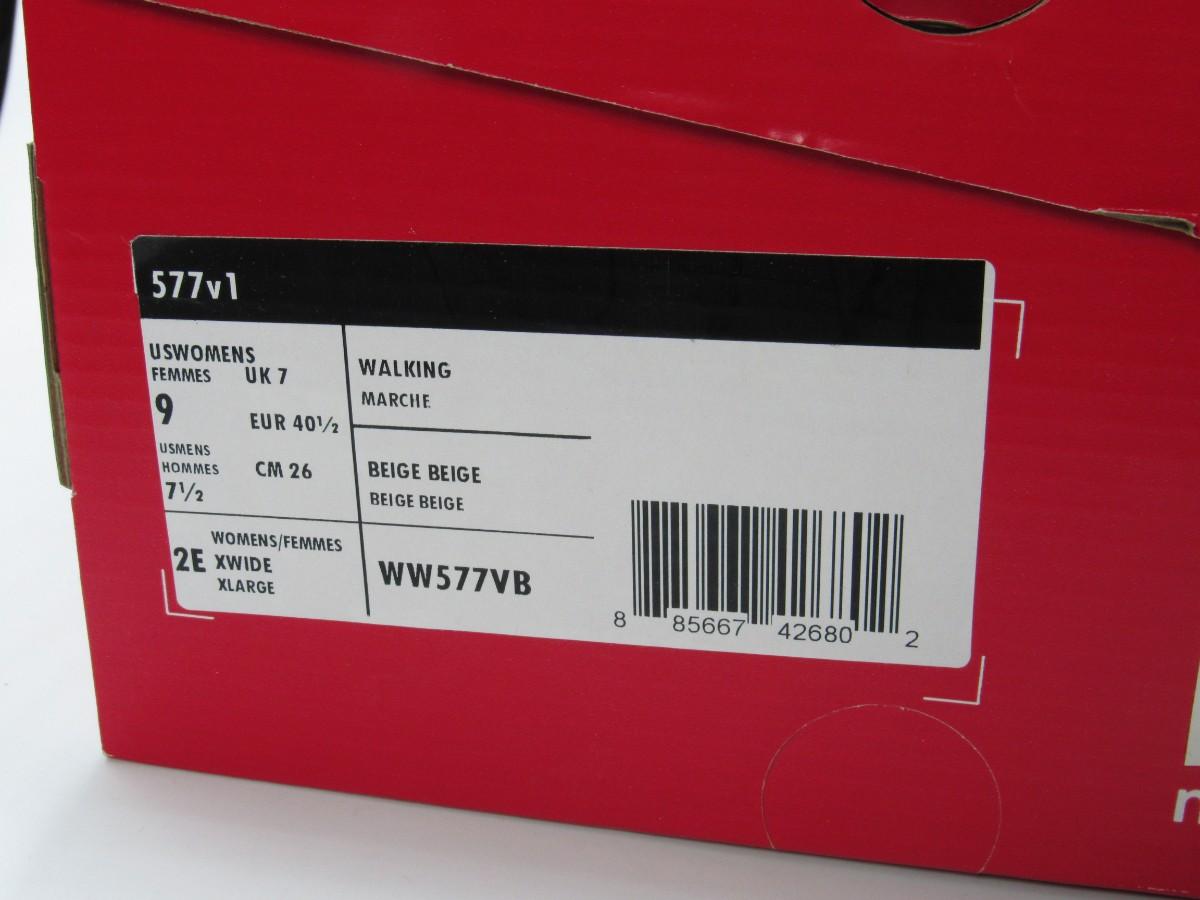 577v1
USWOMENS
FEMMES UK 7
9 EUR 40½
USMENS
HOMMES CM 26
7½
WALKING
MARCHE
BEIGE BEIGE
BEIGE BEIGE
WOMENS/FEMMES
2E XWIDE
XLARGE
WW577VB
8 85667 42680 2
n